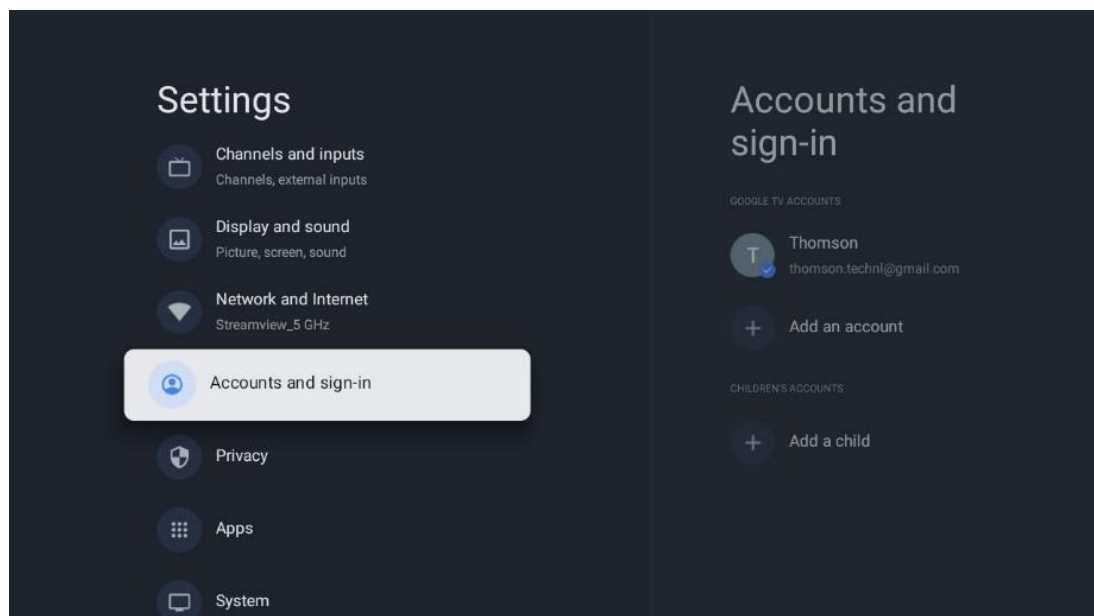 Settings
Channels and inputs
Channels, external inputs
Display and sound
Picture, screen, sound
Network and Internet
Streamview_5 GHz
Accounts and sign-in
Privacy
Apps
System
Accounts and
sign-in
GOOGLE TV ACCOUNTS
T
Thomson
thomson.technl@gmail.com
Add an account
CHILDREN'S ACCOUNTS
Add a child